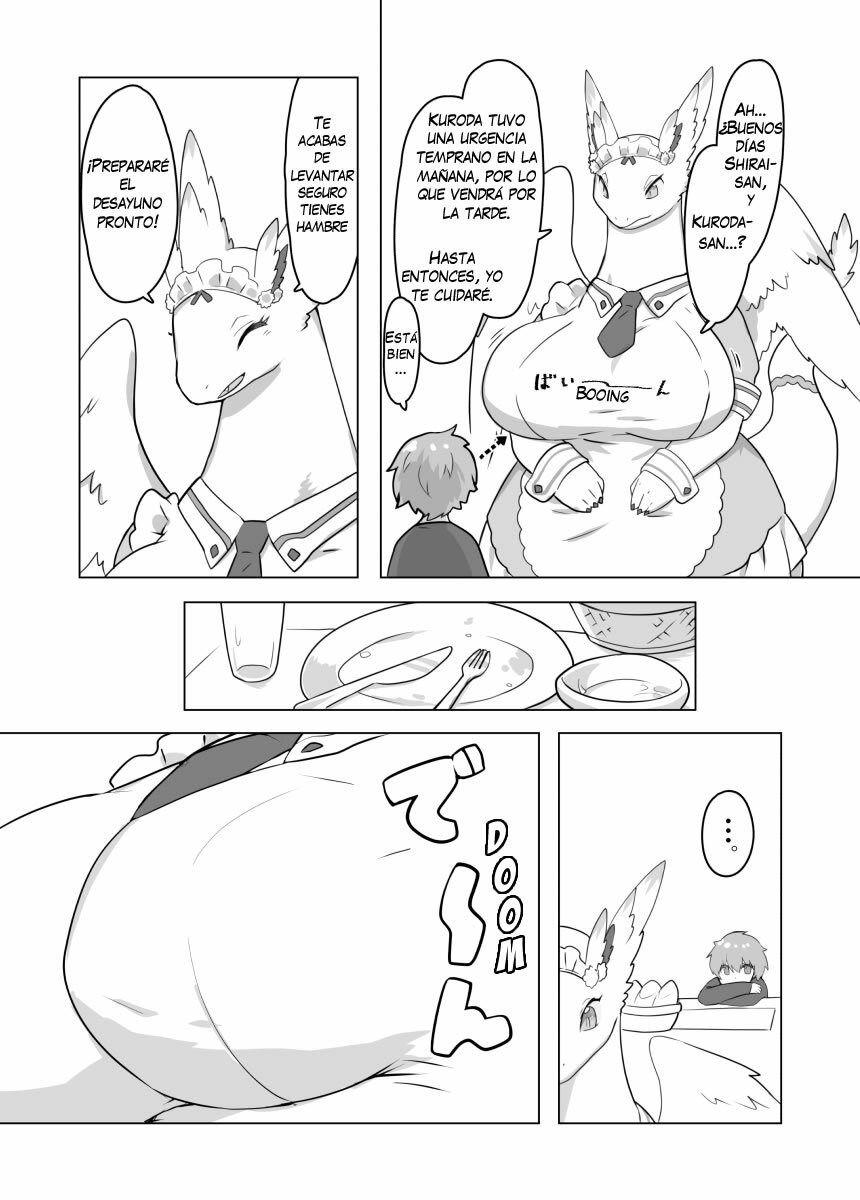 AH...
¿BUENOS
DÍAS
SHIRAI-
SAN,
Y
KURODA-
SAN...?
KURODA TUVO
UNA URGENCIA
TEMPRANO EN LA
MAÑANA, POR LO
QUE VENDRÁ POR
LA TARDE.
HASTA
ENTONCES, YO
TE CUIDARÉ.
ESTÁ
BIEN
...
ばいーん
BOOING
TE
ACABAS
DE
LEVANTAR
SEGURO
TIENES
HAMBRE
¡PREPARARÉ
EL
DESAYUNO
PRONTO!
...。
でーん
DOOM